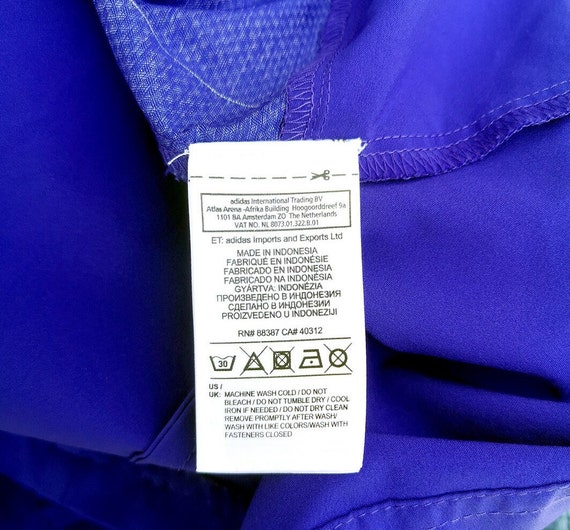 adidas International Trading BV
Atlas Arena -Afrika Building Hoogoorddreef 9a
1101 BA Amsterdam ZO The Netherlands
VAT NO. NL 8073.01.322.B.01
ET: adidas Imports and Exports Ltd
MADE IN INDONESIA
FABRIQUÉ EN INDONÉSIE
FABRICADO EN INDONESIA
FABRICADO NA INDONÉSIA
GYÁRTVA: INDONÉZIA
ПРОИЗВЕДЕНО В ИНДОНЕЗИЯ
СДЕЛАНО В ИНДОНЕЗИИ
PROIZVEDENO U INDONEZIJI
RN# 88387 CA# 40312
30
US /
UK: MACHINE WASH COLD / DO NOT
BLEACH / DO NOT TUMBLE DRY / COOL
IRON IF NEEDED / DO NOT DRY CLEAN
REMOVE PROMPTLY AFTER WASH/
WASH WITH LIKE COLORS/WASH WITH
FASTENERS CLOSED